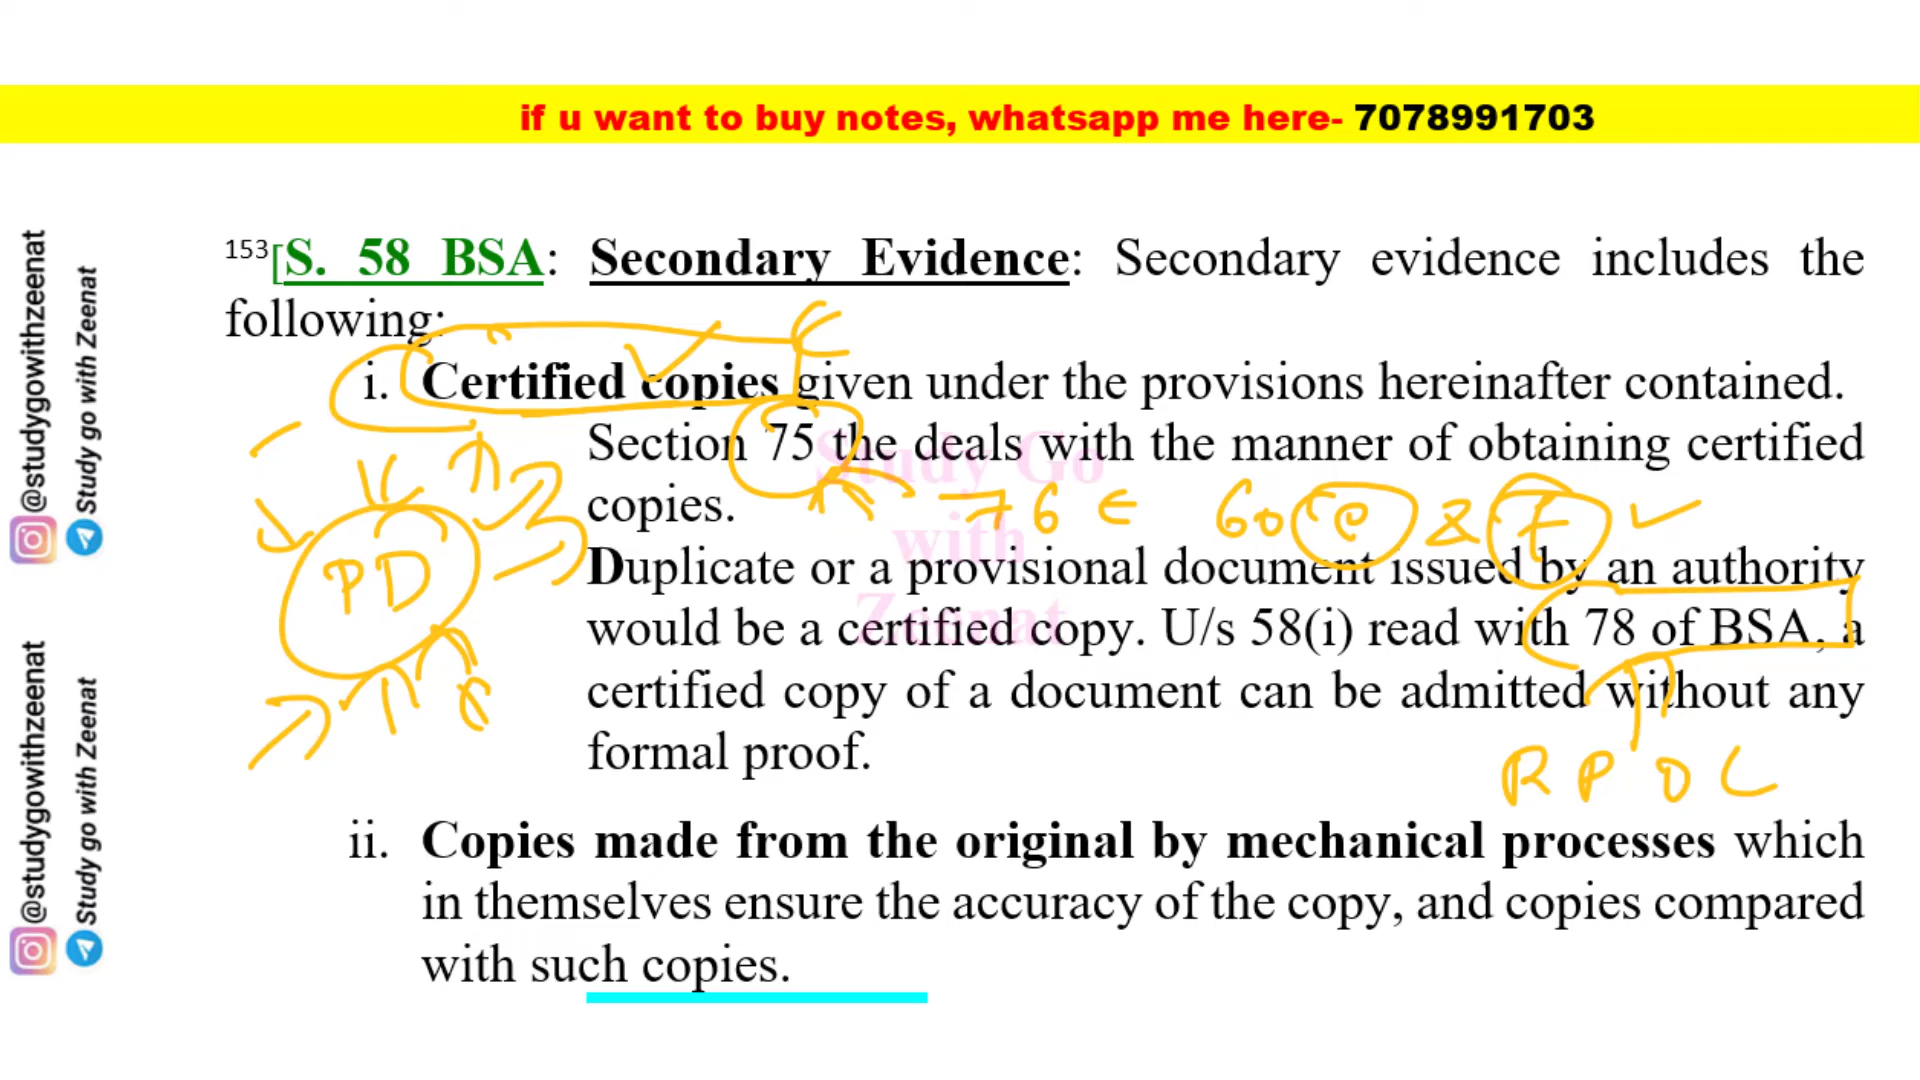 if u want to buy notes, whatsapp me here- 7078991703
153[S. 58 BSA: Secondary Evidence: Secondary evidence includes the
following:
i. Certified copies given under the provisions hereinafter contained.
Section 75 the deals with the manner of obtaining certified
copies.
76 60 e & f
Duplicate or a provisional document issued by an authority
would be a certified copy. U/s 58(i) read with 78 of BSA, a
certified copy of a document can be admitted without any
formal proof.
PD
R P O C
ii. Copies made from the original by mechanical processes which
in themselves ensure the accuracy of the copy, and copies compared
with such copies.
Study Go
with
Zeenat
@studygowithzeenat
Study go with Zeenat
@studygowithzeenat
Study go with Zeenat